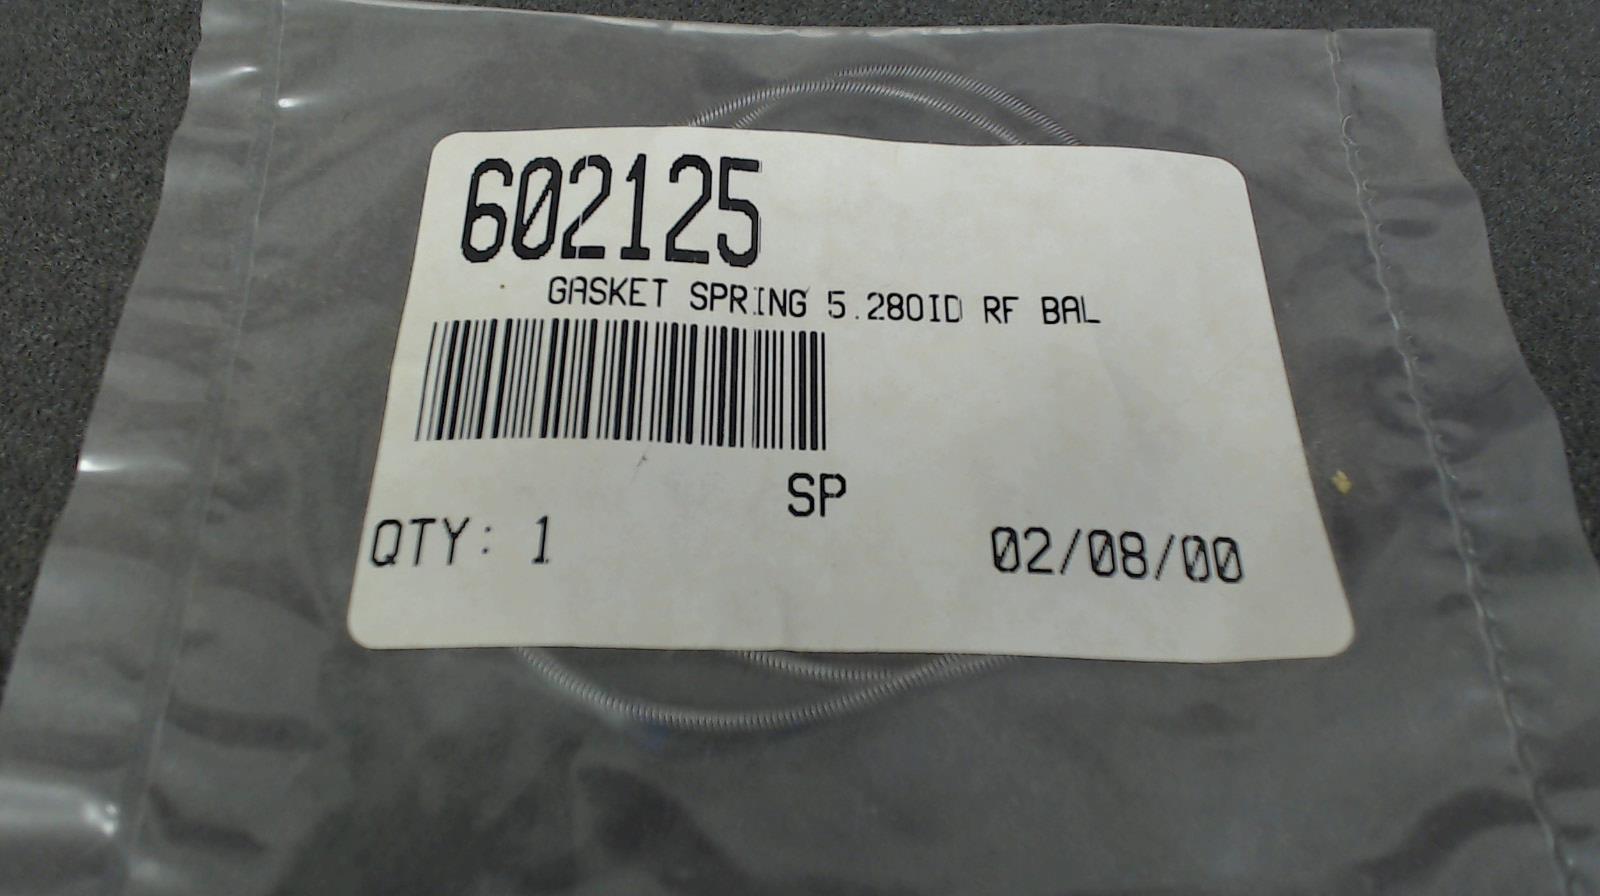 602125
GASKET SPRING 5.280ID RF BAL
SP
QTY: 1
02/08/00